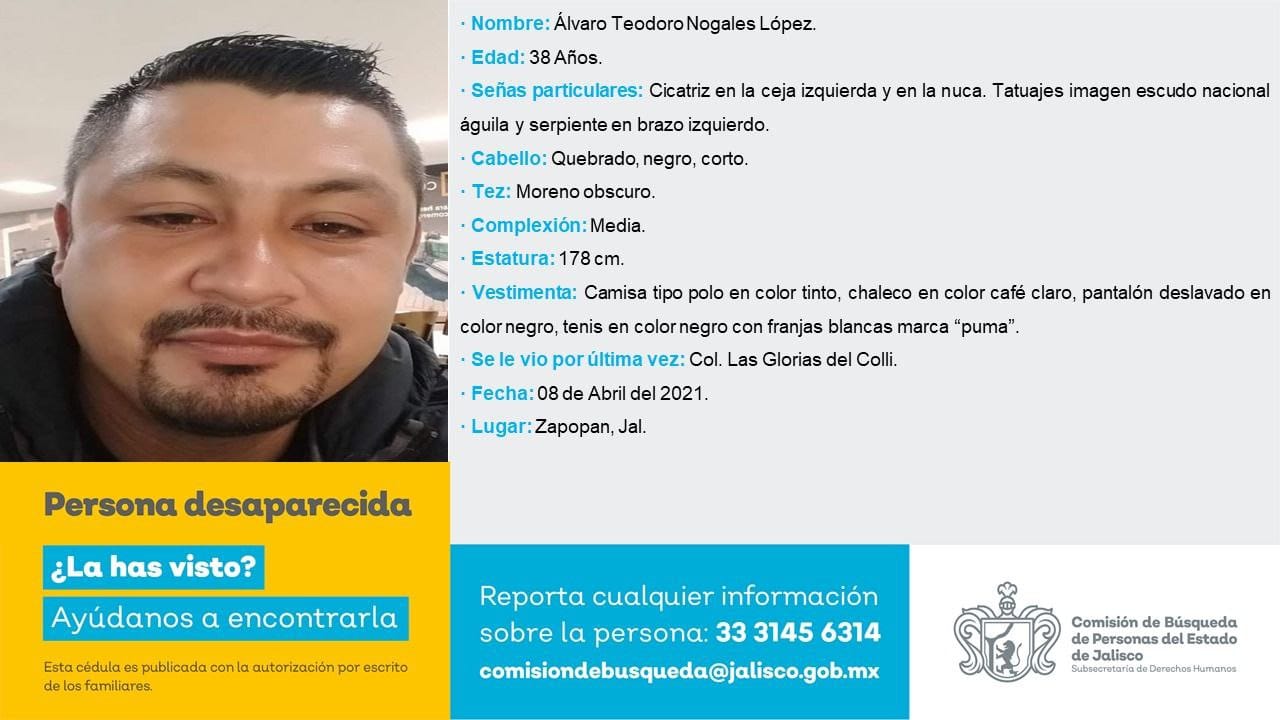 · Nombre: Álvaro Teodoro Nogales López.
· Edad: 38 Años.
· Señas particulares: Cicatriz en la ceja izquierda y en la nuca. Tatuajes imagen escudo nacional
águila y serpiente en brazo izquierdo.
· Cabello: Quebrado, negro, corto.
· Tez: Moreno obscuro.
· Complexión: Media.
· Estatura: 178 cm.
· Vestimenta: Camisa tipo polo en color tinto, chaleco en color café claro, pantalón deslavado en
color negro, tenis en color negro con franjas blancas marca “puma”.
· Se le vio por última vez: Col. Las Glorias del Colli.
· Fecha: 08 de Abril del 2021.
· Lugar: Zapopan, Jal.
Persona desaparecida
¿La has visto?
Ayúdanos a encontrarla
Esta cédula es publicada con la autorización por escrito
de los familiares.
Reporta cualquier información
sobre la persona: 33 3145 6314
comisiondebusqueda@jalisco.gob.mx
Comisión de Búsqueda
de Personas del Estado
de Jalisco
Subsecretaría de Derechos Humanos